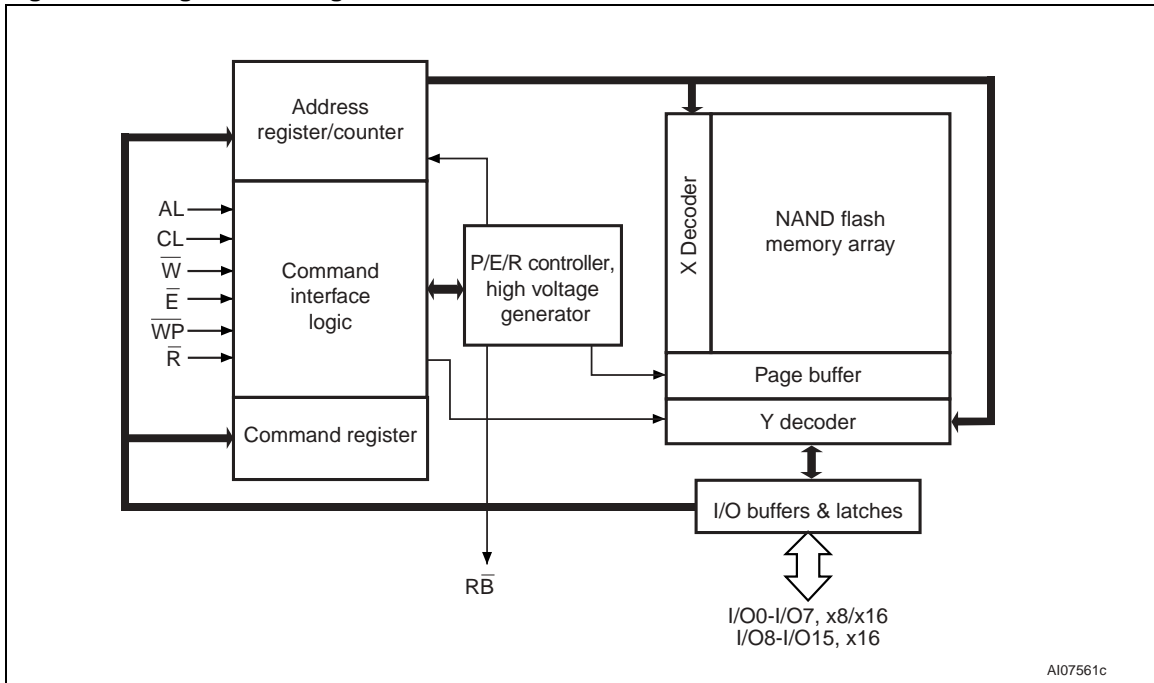 Address
register/counter
AL
CL
W̅
E̅
W̅P̅
R̅
Command
interface
logic
Command register
P/E/R controller,
high voltage
generator
RB̅
X Decoder
NAND flash
memory array
Page buffer
Y decoder
I/O buffers & latches
I/O0-I/O7, x8/x16
I/O8-I/O15, x16
AI07561c